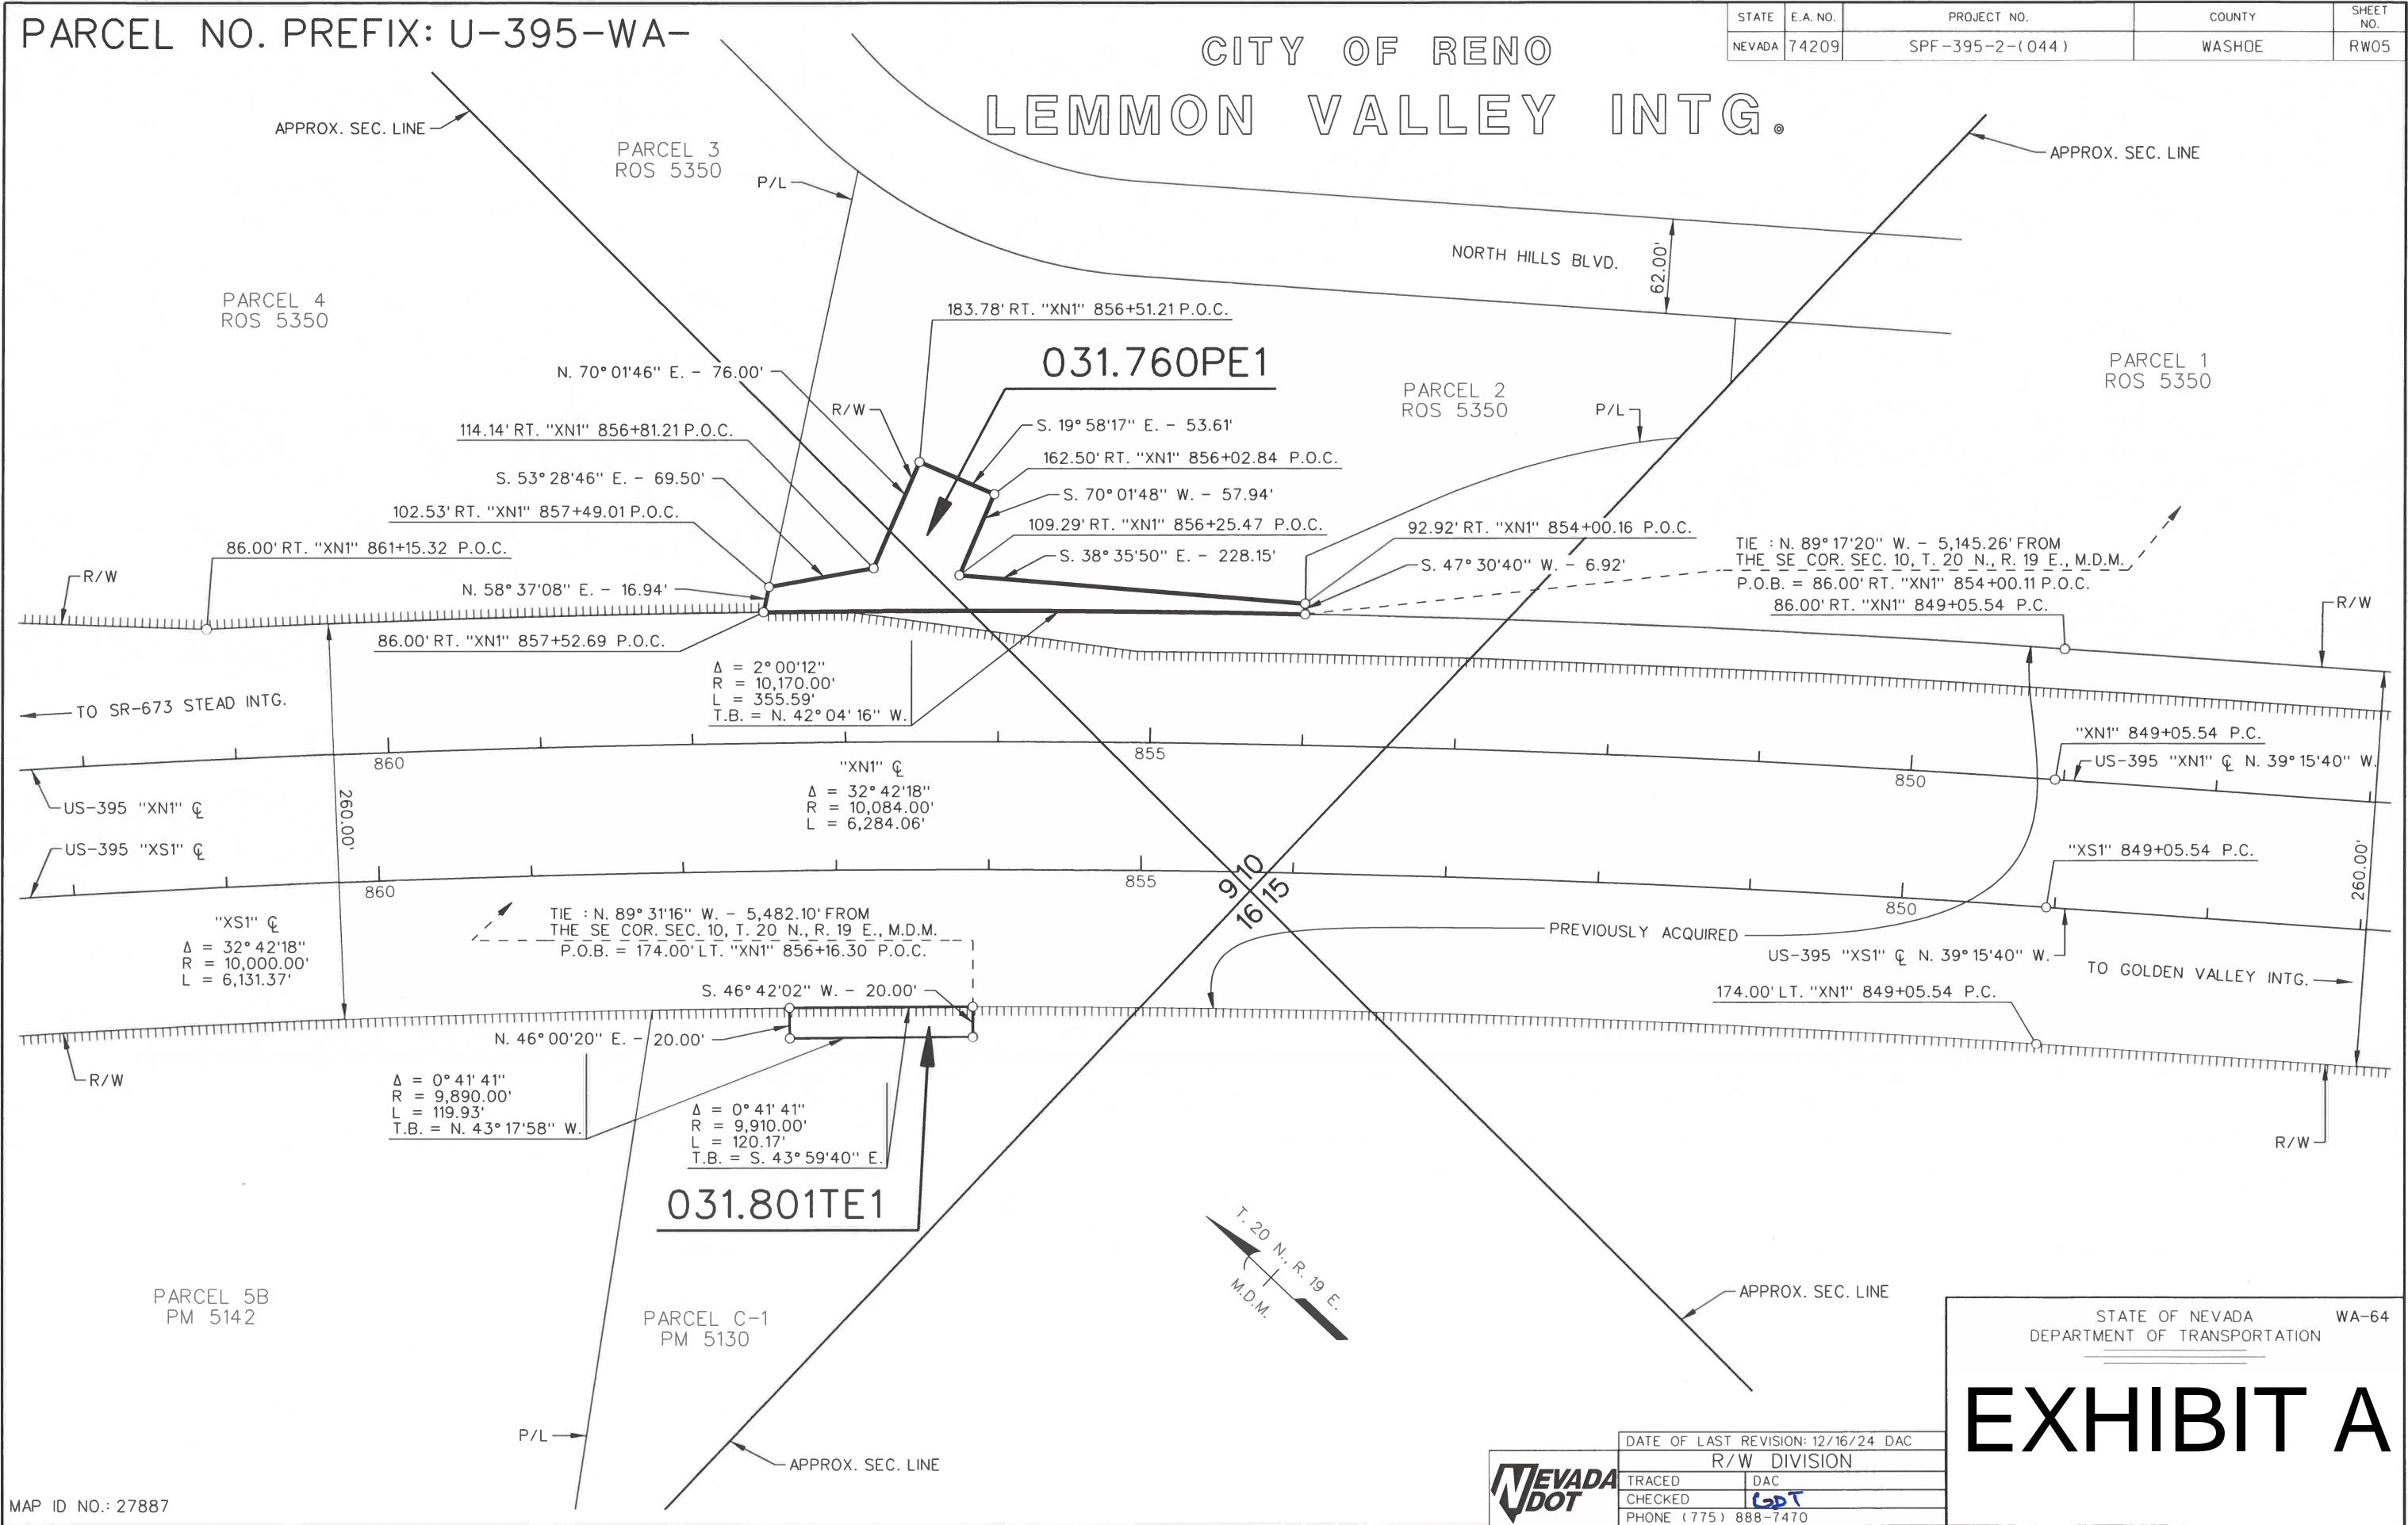 PARCEL NO. PREFIX: U-395-WA-
STATE E.A. NO. PROJECT NO. COUNTY SHEET NO.
NEVADA 74209 SPF-395-2-(044) WASHOE RW05
CITY OF RENO
LEMMON VALLEY INTG.
APPROX. SEC. LINE
PARCEL 3
ROS 5350
P/L
APPROX. SEC. LINE
NORTH HILLS BLVD.
62.00'
PARCEL 4
ROS 5350
183.78' RT. "XN1" 856+51.21 P.O.C.
031.760PE1
N. 70° 01'46" E. - 76.00'
PARCEL 2
ROS 5350
PARCEL 1
ROS 5350
R/W
P/L
114.14' RT. "XN1" 856+81.21 P.O.C.
S. 19° 58'17" E. - 53.61'
162.50' RT. "XN1" 856+02.84 P.O.C.
S. 53° 28'46" E. - 69.50'
S. 70° 01'48" W. - 57.94'
102.53' RT. "XN1" 857+49.01 P.O.C.
109.29' RT. "XN1" 856+25.47 P.O.C.
92.92' RT. "XN1" 854+00.16 P.O.C.
86.00' RT. "XN1" 861+15.32 P.O.C.
S. 38° 35'50" E. - 228.15'
S. 47° 30'40" W. - 6.92'
TIE : N. 89° 17'20" W. - 5,145.26' FROM
THE SE COR. SEC. 10, T. 20 N., R. 19 E., M.D.M.
P.O.B. = 86.00' RT. "XN1" 854+00.11 P.O.C.
86.00' RT. "XN1" 849+05.54 P.C.
R/W
R/W
N. 58° 37'08" E. - 16.94'
86.00' RT. "XN1" 857+52.69 P.O.C.
Δ = 2° 00'12"
R = 10,170.00'
L = 355.59'
T.B. = N. 42° 04'16" W.
TO SR-673 STEAD INTG.
860
855
850
"XN1" 849+05.54 P.C.
US-395 "XN1" ℄ N. 39° 15'40" W.
"XN1" ℄
Δ = 32° 42'18"
R = 10,084.00'
L = 6,284.06'
US-395 "XN1" ℄
260.00'
US-395 "XS1" ℄
"XS1" 849+05.54 P.C.
260.00'
860
855
850
9 10
16 15
"XS1" ℄
Δ = 32° 42'18"
R = 10,000.00'
L = 6,131.37'
TIE : N. 89° 31'16" W. - 5,482.10' FROM
THE SE COR. SEC. 10, T. 20 N., R. 19 E., M.D.M.
P.O.B. = 174.00' LT. "XN1" 856+16.30 P.O.C.
PREVIOUSLY ACQUIRED
US-395 "XS1" ℄ N. 39° 15'40" W.
TO GOLDEN VALLEY INTG.
S. 46° 42'02" W. - 20.00'
174.00' LT. "XN1" 849+05.54 P.C.
N. 46° 00'20" E. - 20.00'
R/W
R/W
Δ = 0° 41'41"
R = 9,890.00'
L = 119.93'
T.B. = N. 43° 17'58" W.
Δ = 0° 41'41"
R = 9,910.00'
L = 120.17'
T.B. = S. 43° 59'40" E.
031.801TE1
T. 20 N., R. 19 E.
M.D.M.
PARCEL 5B
PM 5142
PARCEL C-1
PM 5130
APPROX. SEC. LINE
P/L
APPROX. SEC. LINE
STATE OF NEVADA WA-64
DEPARTMENT OF TRANSPORTATION
EXHIBIT A
NEVADA
DOT
DATE OF LAST REVISION: 12/16/24 DAC
R/W DIVISION
TRACED DAC
CHECKED GDT
PHONE (775) 888-7470
MAP ID NO.: 27887